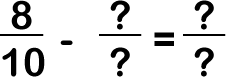 8/10 - ?/? = ?/?